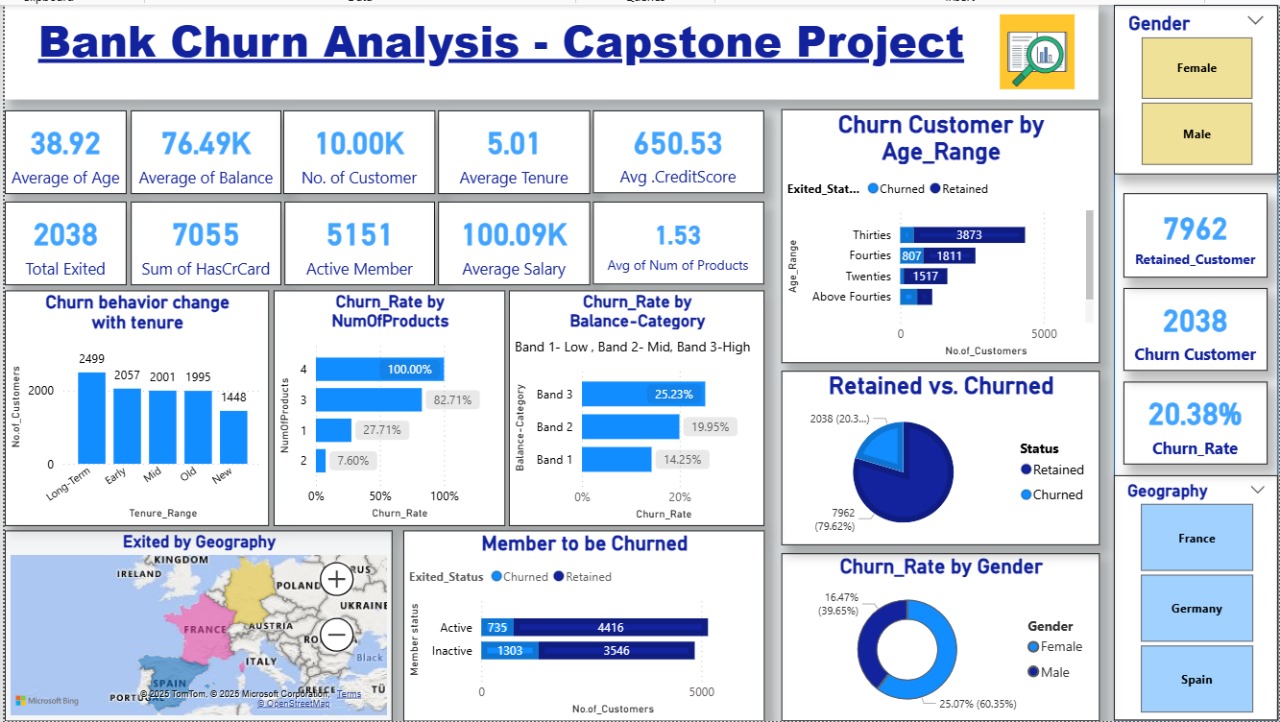 Bank Churn Analysis - Capstone Project
Gender
Female
Male
38.92
Average of Age
76.49K
Average of Balance
10.00K
No. of Customer
5.01
Average Tenure
650.53
Avg .CreditScore
2038
Total Exited
7055
Sum of HasCrCard
5151
Active Member
100.09K
Average Salary
1.53
Avg of Num of Products
Churn Customer by
Age_Range
Exited_Stat... Churned Retained
Age_Range
Thirties 3873
Fourties 807 1811
Twenties 1517
Above Fourties
0 5000
No.of_Customers
7962
Retained_Customer
2038
Churn Customer
20.38%
Churn_Rate
Churn behavior change
with tenure
No.of_Customers
2499
2057
2001
1995
1448
2000
0
Long-Term
Early
Mid
Old
New
Tenure_Range
Churn_Rate by
NumOfProducts
NumOfProducts
4 100.00%
3 82.71%
1 27.71%
2 7.60%
0% 50% 100%
Churn_Rate
Churn_Rate by
Balance-Category
Band 1- Low , Band 2- Mid, Band 3-High
Balance-Category
Band 3 25.23%
Band 2 19.95%
Band 1 14.25%
0% 20%
Churn_Rate
Retained vs. Churned
2038 (20.3...)
7962
(79.62%)
Status
Retained
Churned
Geography
France
Germany
Spain
Exited by Geography
KINGDOM
IRELAND
POLAND
RUS
UKRAINE
FRANCE
AUSTRIA
RO
ITALY
Black
SPAIN
PORTUGAL
GREECE
TÜ
Microsoft Bing
© 2025 TomTom, © 2025 Microsoft Corporation, Terms
© OpenStreetMap
Member to be Churned
Exited_Status Churned Retained
Member status
Active 735 4416
Inactive 1303 3546
0 5000
No.of_Customers
Churn_Rate by Gender
16.47%
(39.65%)
25.07% (60.35%)
Gender
Female
Male